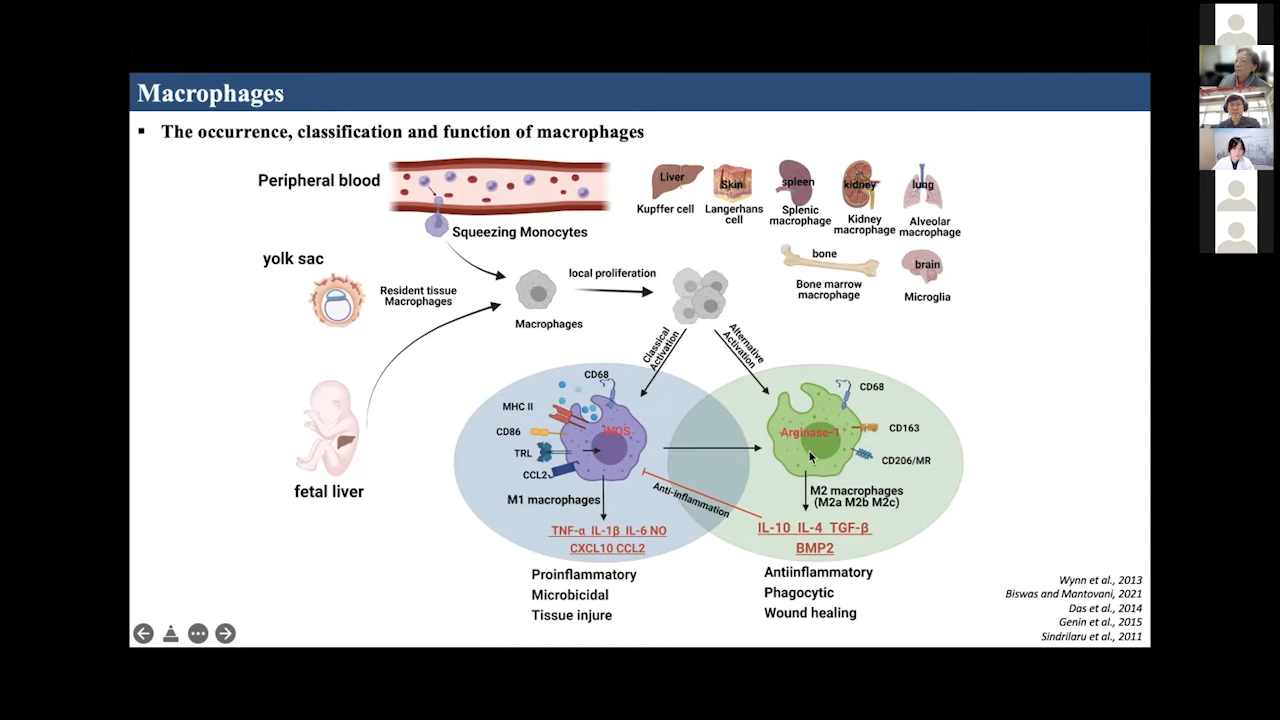 Macrophages
▪ The occurrence, classification and function of macrophages
Peripheral blood
Squeezing Monocytes
yolk sac
Resident tissue
Macrophages
Macrophages
local proliferation
fetal liver
Liver
Kupffer cell
Skin
Langerhans
cell
spleen
Splenic
macrophage
kidney
Kidney
macrophage
lung
Alveolar
macrophage
bone
Bone marrow
macrophage
brain
Microglia
Classical
Activation
Alternative
Activation
CD68
MHC II
CD86
TRL
CCL2
iNOS
M1 macrophages
TNF-α IL-1β IL-6 NO
CXCL10 CCL2
Proinflammatory
Microbicidal
Tissue injure
Anti-inflammation
CD68
Arginase-1
CD163
CD206/MR
M2 macrophages
(M2a M2b M2c)
IL-10 IL-4 TGF-β
BMP2
Antiinflammatory
Phagocytic
Wound healing
Wynn et al., 2013
Biswas and Mantovani, 2021
Das et al., 2014
Genin et al., 2015
Sindrilaru et al., 2011